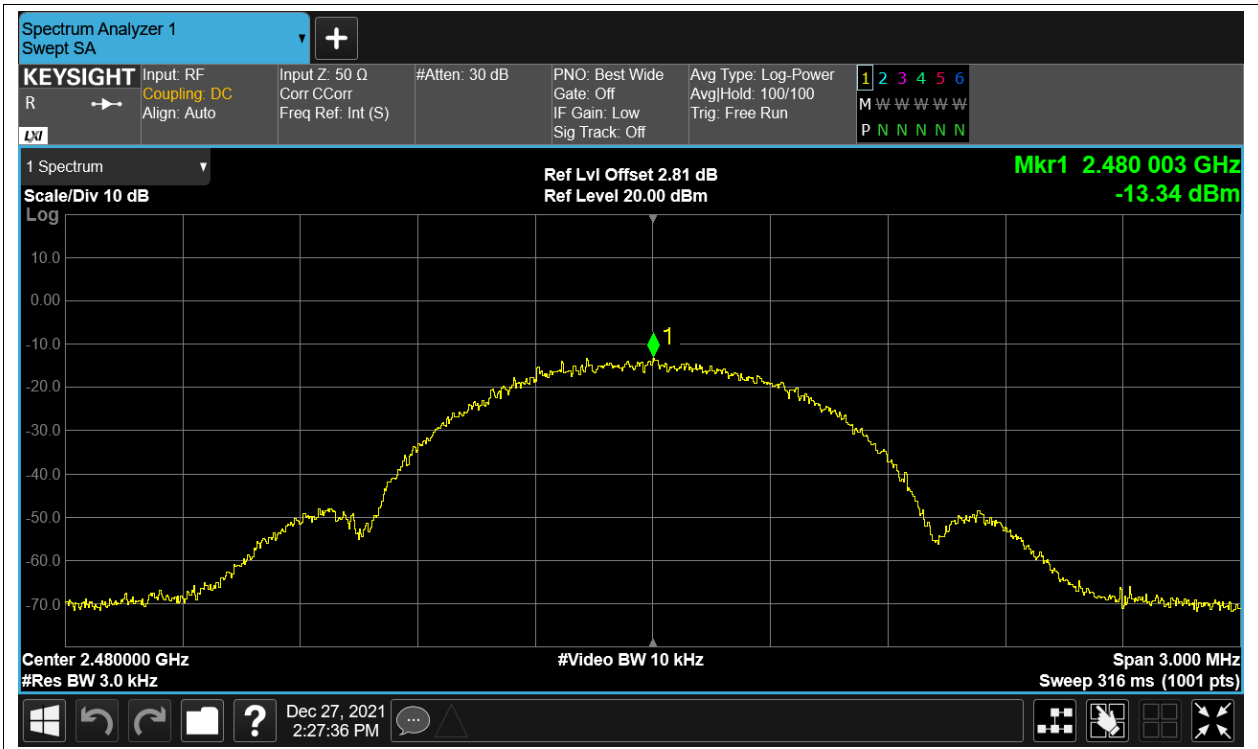 Spectrum Analyzer 1
Swept SA
KEYSIGHT
R
LXI
Input: RF
Coupling: DC
Align: Auto
Input Z: 50 Ω
Corr CCorr
Freq Ref: Int (S)
#Atten: 30 dB
PNO: Best Wide
Gate: Off
IF Gain: Low
Sig Track: Off
Avg Type: Log-Power
Avg|Hold: 100/100
Trig: Free Run
1 2 3 4 5 6
M W W W W W
P N N N N N
1 Spectrum
Scale/Div 10 dB
Ref Lvl Offset 2.81 dB
Ref Level 20.00 dBm
Mkr1 2.480 003 GHz
-13.34 dBm
Log
10.0
0.00
-10.0
-20.0
-30.0
-40.0
-50.0
-60.0
-70.0
1
Center 2.480000 GHz
#Res BW 3.0 kHz
#Video BW 10 kHz
Span 3.000 MHz
Sweep 316 ms (1001 pts)
?
Dec 27, 2021
2:27:36 PM